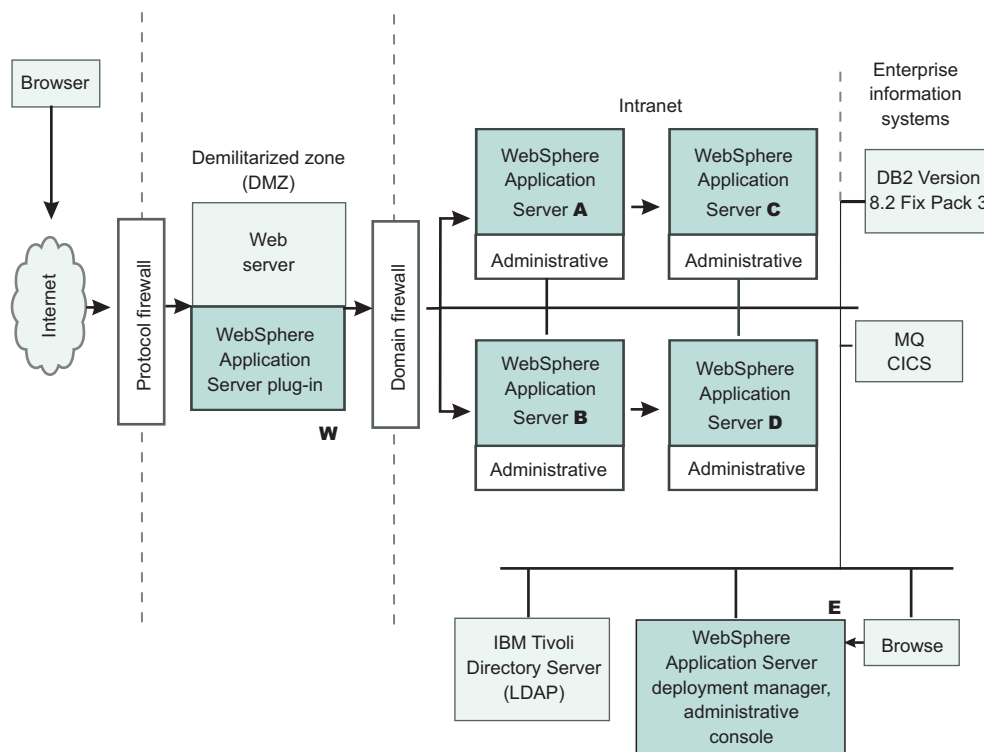 Browser
Internet
Protocol firewall
Demilitarized zone
(DMZ)
Web
server
WebSphere
Application
Server plug-in
W
Domain firewall
Intranet
WebSphere
Application
Server A
Administrative
WebSphere
Application
Server C
Administrative
WebSphere
Application
Server B
Administrative
WebSphere
Application
Server D
Administrative
Enterprise
information
systems
DB2 Version
8.2 Fix Pack 3
MQ
CICS
IBM Tivoli
Directory Server
(LDAP)
E
WebSphere
Application Server
deployment manager,
administrative
console
Browse